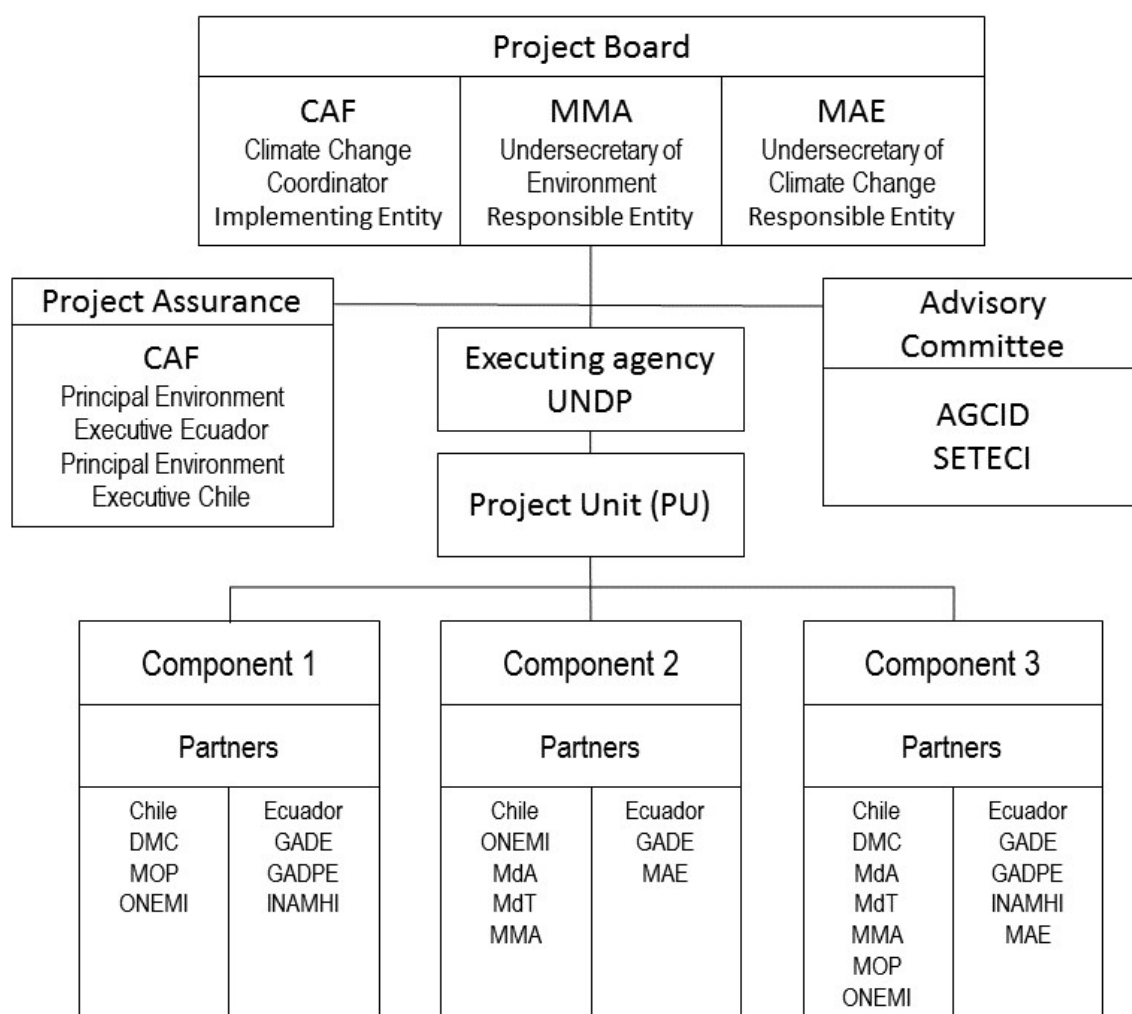 Project Board
CAF
Climate Change
Coordinator
Implementing Entity
MMA
Undersecretary of
Environment
Responsible Entity
MAE
Undersecretary of
Climate Change
Responsible Entity
Project Assurance
CAF
Principal Environment
Executive Ecuador
Principal Environment
Executive Chile
Executing agency
UNDP
Advisory
Committee
AGCID
SETECI
Project Unit (PU)
Component 1
Partners
Chile
DMC
MOP
ONEMI
Ecuador
GADE
GADPE
INAMHI
Component 2
Partners
Chile
ONEMI
MdA
MdT
MMA
Ecuador
GADE
MAE
Component 3
Partners
Chile
DMC
MdA
MdT
MMA
MOP
ONEMI
Ecuador
GADE
GADPE
INAMHI
MAE